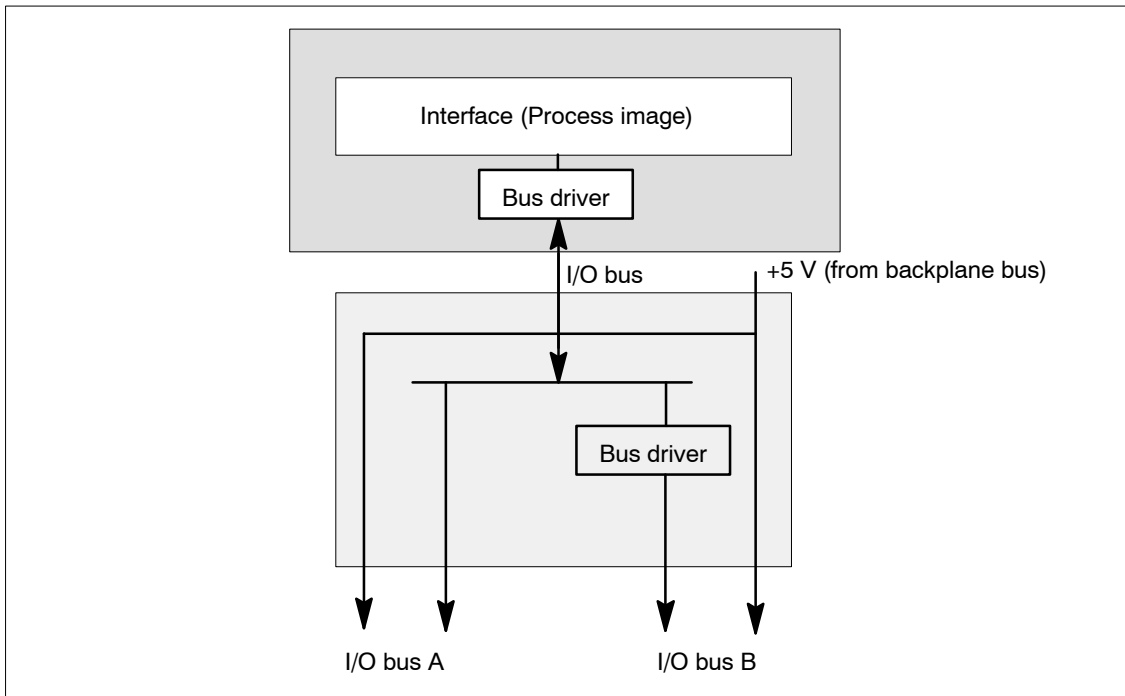 Interface (Process image)
Bus driver
I/O bus
+5 V (from backplane bus)
Bus driver
I/O bus A
I/O bus B